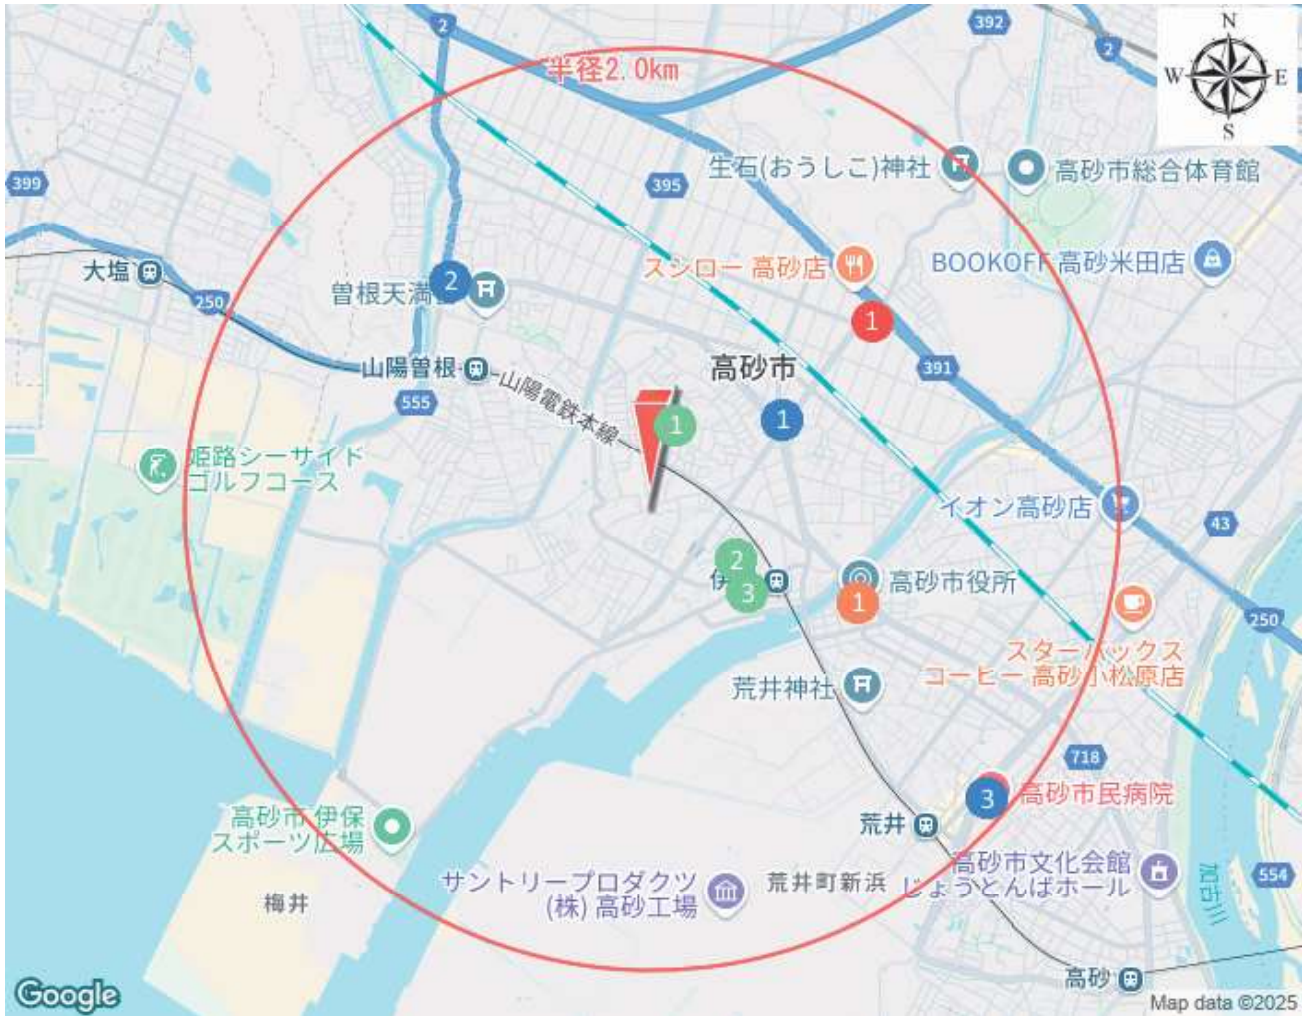 2
392
N
半径2.0km
2
W
E
S
生石(おうしこ)神社
高砂市総合体育館
399
395
スシロー 高砂店
BOOKOFF 高砂米田店
大塩
250
曽根天満
2
1
山陽曽根
高砂市
391
山陽電鉄本線
555
1
1
姫路シーサイド
ゴルフコース
イオン高砂店
43
2
3
高砂市役所
1
250
スターバックス
コーヒー 高砂小松原店
荒井神社
718
3
高砂市民病院
高砂市 伊保
スポーツ広場
荒井
サントリープロダクツ
(株) 高砂工場
荒井町新浜
高砂市文化会館
じょうとんばホール
554
梅井
加古川
高砂
Google
Map data ©2025